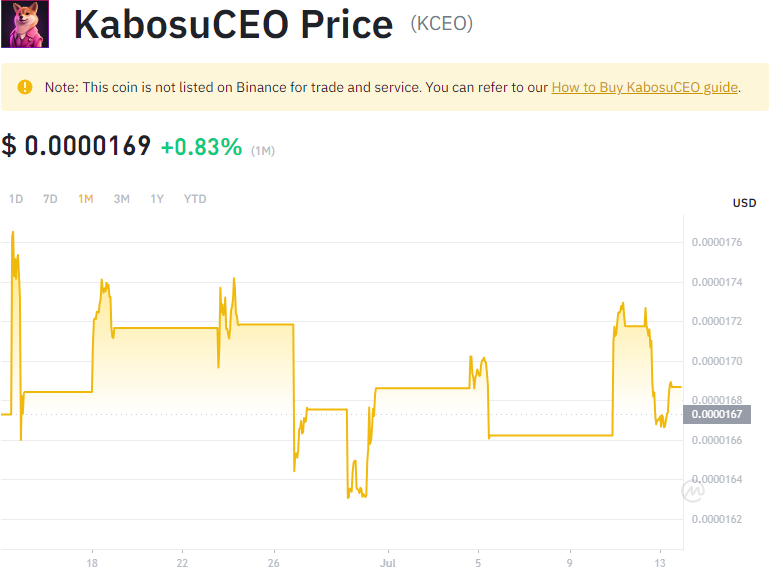 KabosuCEO Price (KCEO)
Note: This coin is not listed on Binance for trade and service. You can refer to our How to Buy KabosuCEO guide.
$ 0.0000169 +0.83% (1M)
1D 7D 1M 3M 1Y YTD
USD
0.0000176
0.0000174
0.0000172
0.0000170
0.0000168
0.0000167
0.0000166
0.0000164
0.0000162
18 22 26 Jul 5 9 13